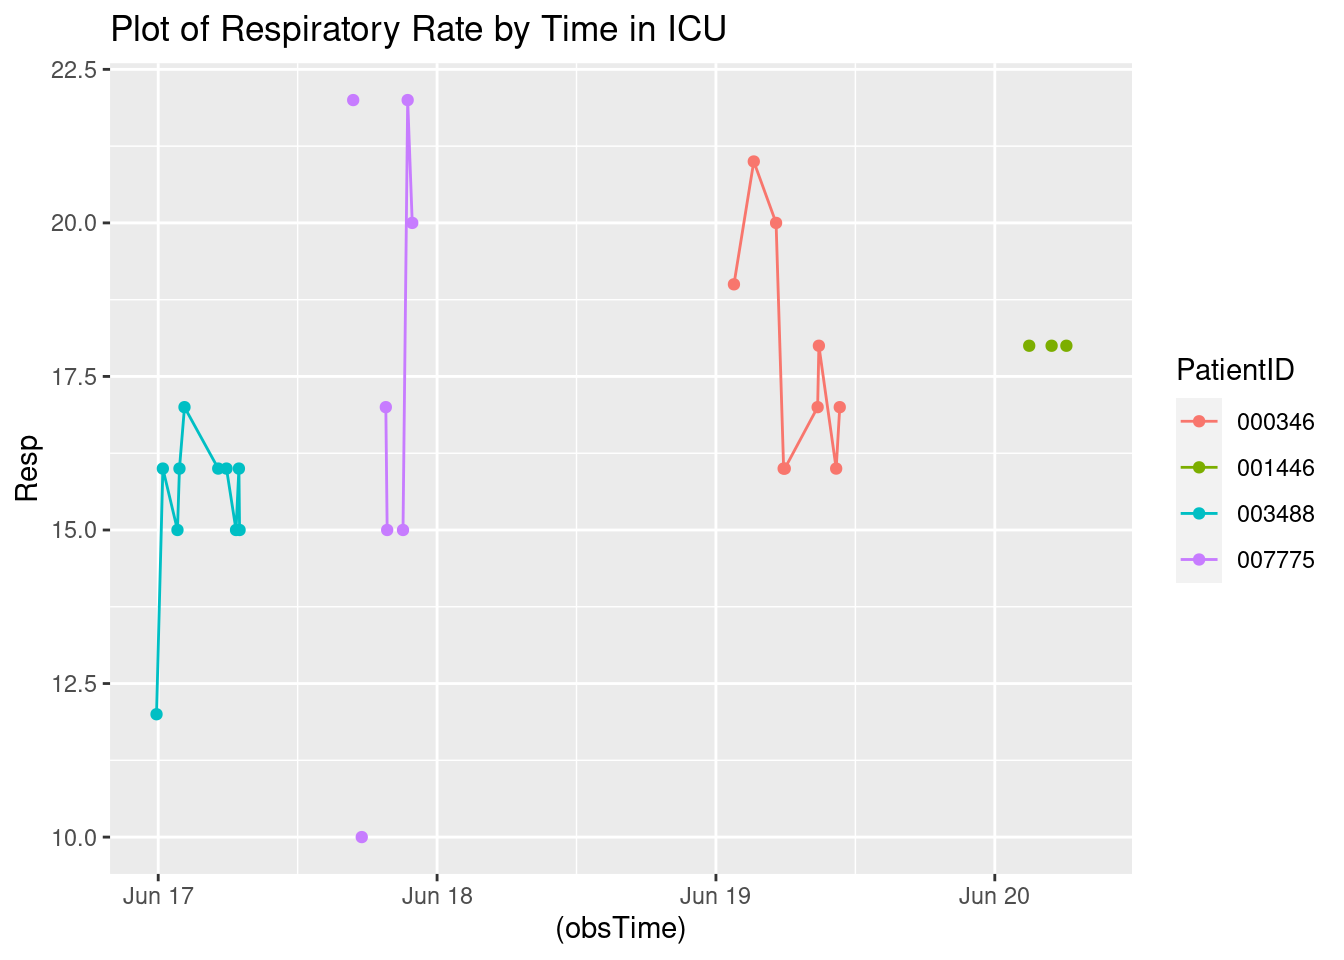 Plot of Respiratory Rate by Time in ICU
22.5
20.0
17.5
15.0
12.5
10.0
Resp
Jun 17
Jun 18
Jun 19
Jun 20
(obsTime)
PatientID
000346
001446
003488
007775